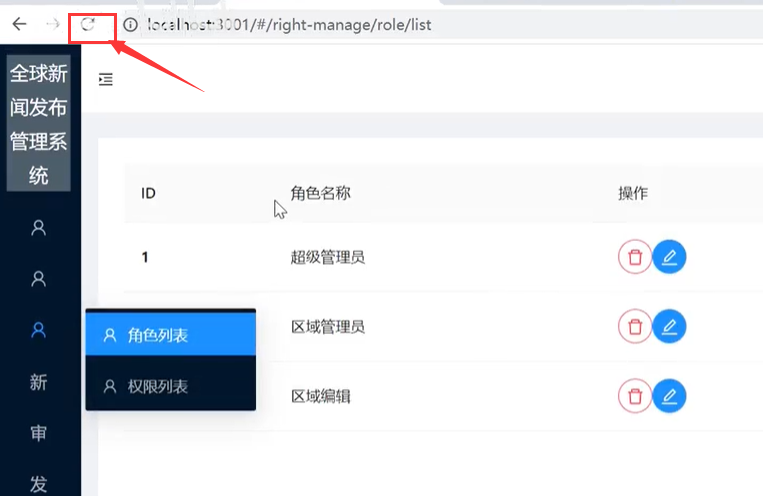 localhost:3001/#/right-manage/role/list
全球新
闻发布
管理系
统
ID 角色名称 操作
1 超级管理员
角色列表 区域管理员
权限列表 区域编辑
新
审
发